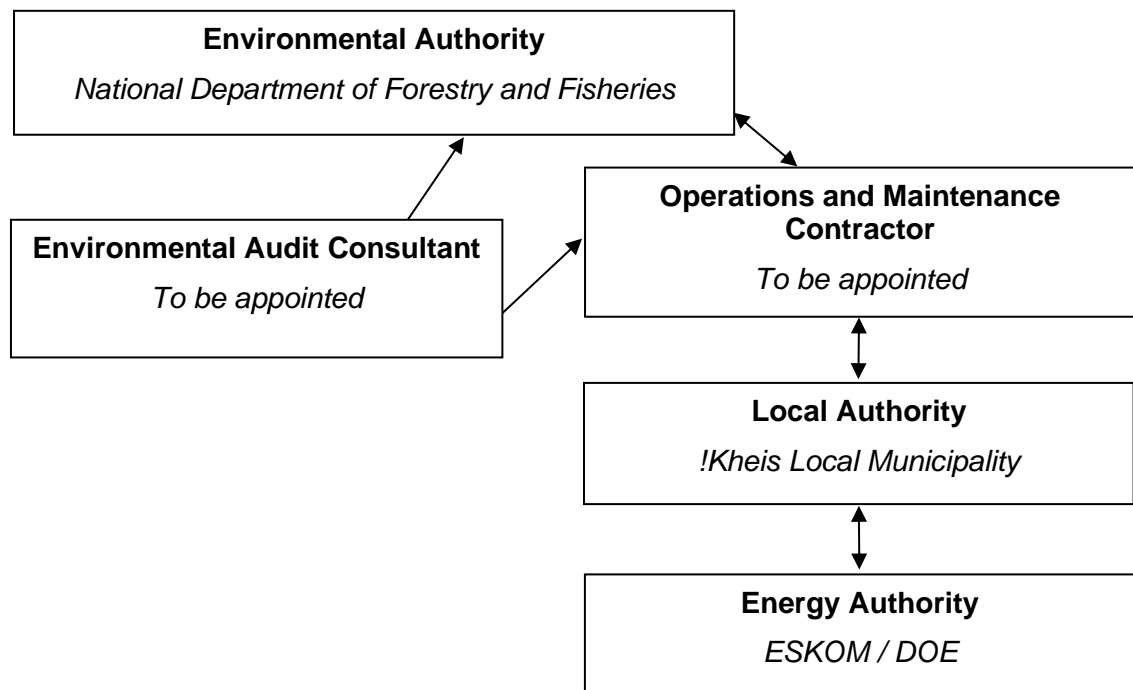 Environmental Authority
National Department of Forestry and Fisheries
Operations and Maintenance
Contractor
To be appointed
Environmental Audit Consultant
To be appointed
Local Authority
!Kheis Local Municipality
Energy Authority
ESKOM / DOE